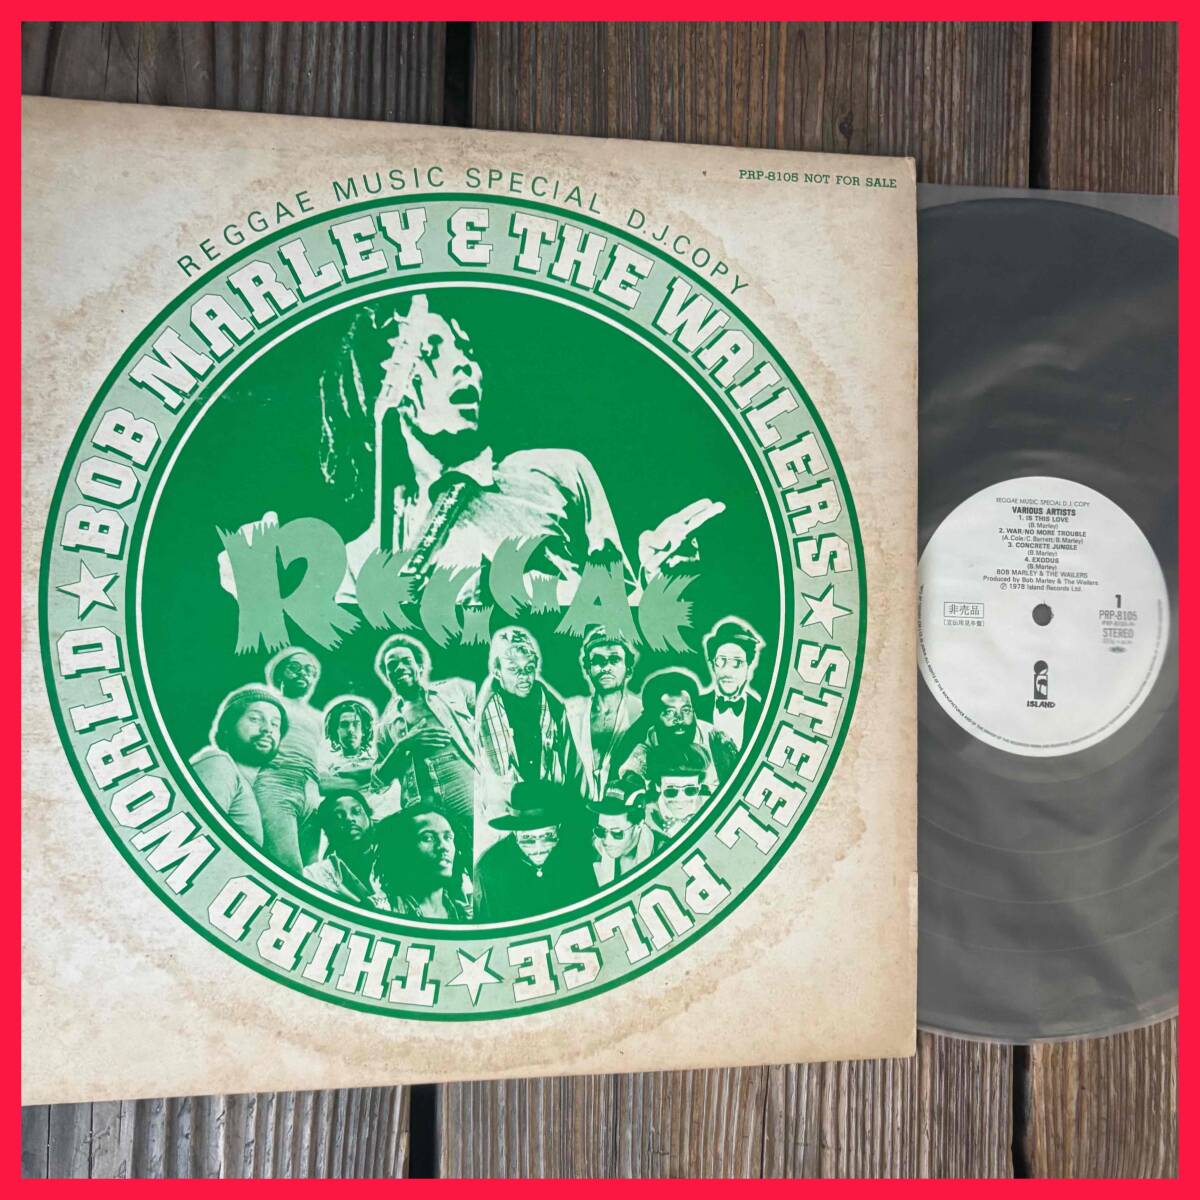 REGGAE MUSIC SPECIAL D.J.COPY
PRP-8105 NOT FOR SALE
BOB MARLEY & THE WAILERS★STEEL PULSE★THIRD WORLD★
REGGAE
REGGAE MUSIC SPECIAL D.J. COPY
VARIOUS ARTISTS
1. IS THIS LOVE
(B.Marley)
2. WAR/NO MORE TROUBLE
(A.Cole/C.Barrett/B.Marley)
3. CONCRETE JUNGLE
(B.Marley)
4. EXODUS
(B.Marley)
BOB MARLEY & THE WAILERS
Produced by Bob Marley & The Wailers
℗ 1978 Island Records Ltd.
非売品
1
PRP-8105
STEREO
ISLAND